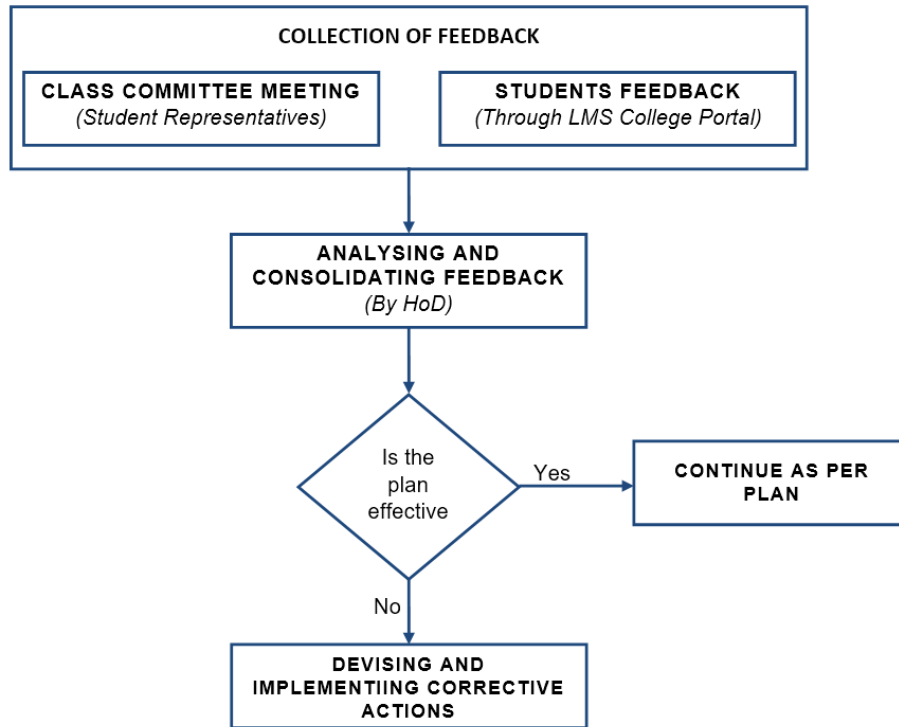 COLLECTION OF FEEDBACK
CLASS COMMITTEE MEETING
(Student Representatives)
STUDENTS FEEDBACK
(Through LMS College Portal)
ANALYSING AND
CONSOLIDATING FEEDBACK
(By HoD)
Is the
plan
effective
Yes
CONTINUE AS PER
PLAN
No
DEVISING AND
IMPLEMENTIING CORRECTIVE
ACTIONS